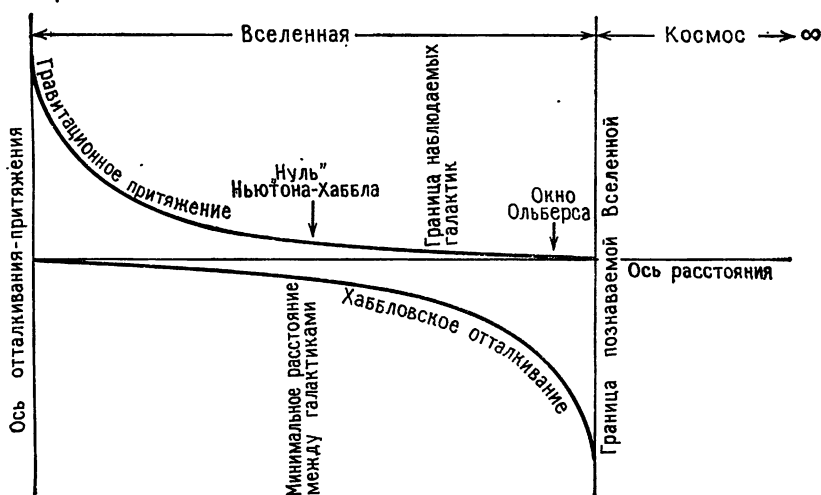 Вселенная
Космос
∞
Ось отталкивания-притяжения
Гравитационное притяжение
„Нуль”
Ньютона-Хаббла
Граница наблюдаемых
галактик
Окно
Ольберса
Граница познаваемой Вселенной
Ось расстояния
Минимальное расстояние
между галактиками
Хаббловское отталкивание